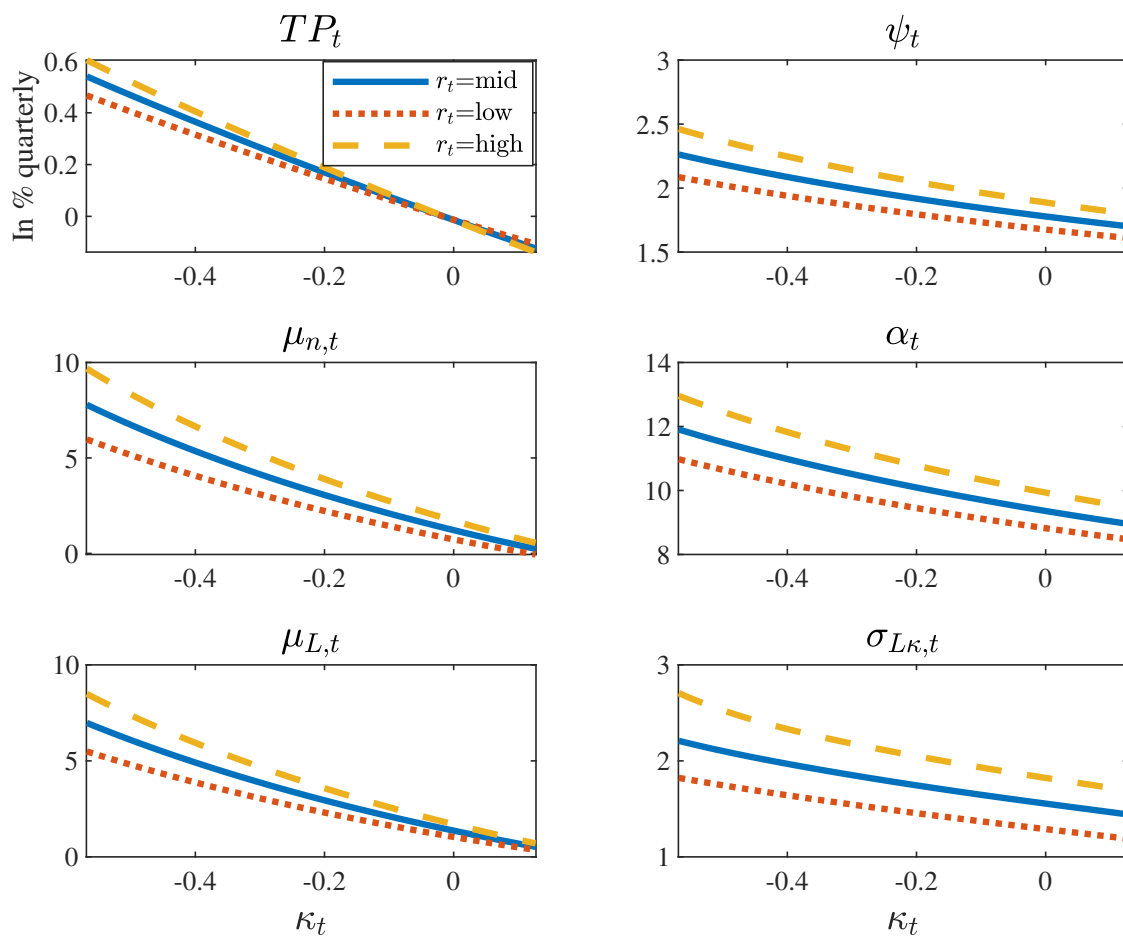 TP_t
ψ_t
In % quarterly
0.6
0.4
0.2
0
-0.4 -0.2 0
r_t=mid
r_t=low
r_t=high
3
2.5
2
1.5
-0.4 -0.2 0
μ_{n,t}
α_t
10
5
0
-0.4 -0.2 0
14
12
10
8
-0.4 -0.2 0
μ_{L,t}
σ_{Lκ,t}
10
5
0
-0.4 -0.2 0
κ_t
3
2
1
-0.4 -0.2 0
κ_t